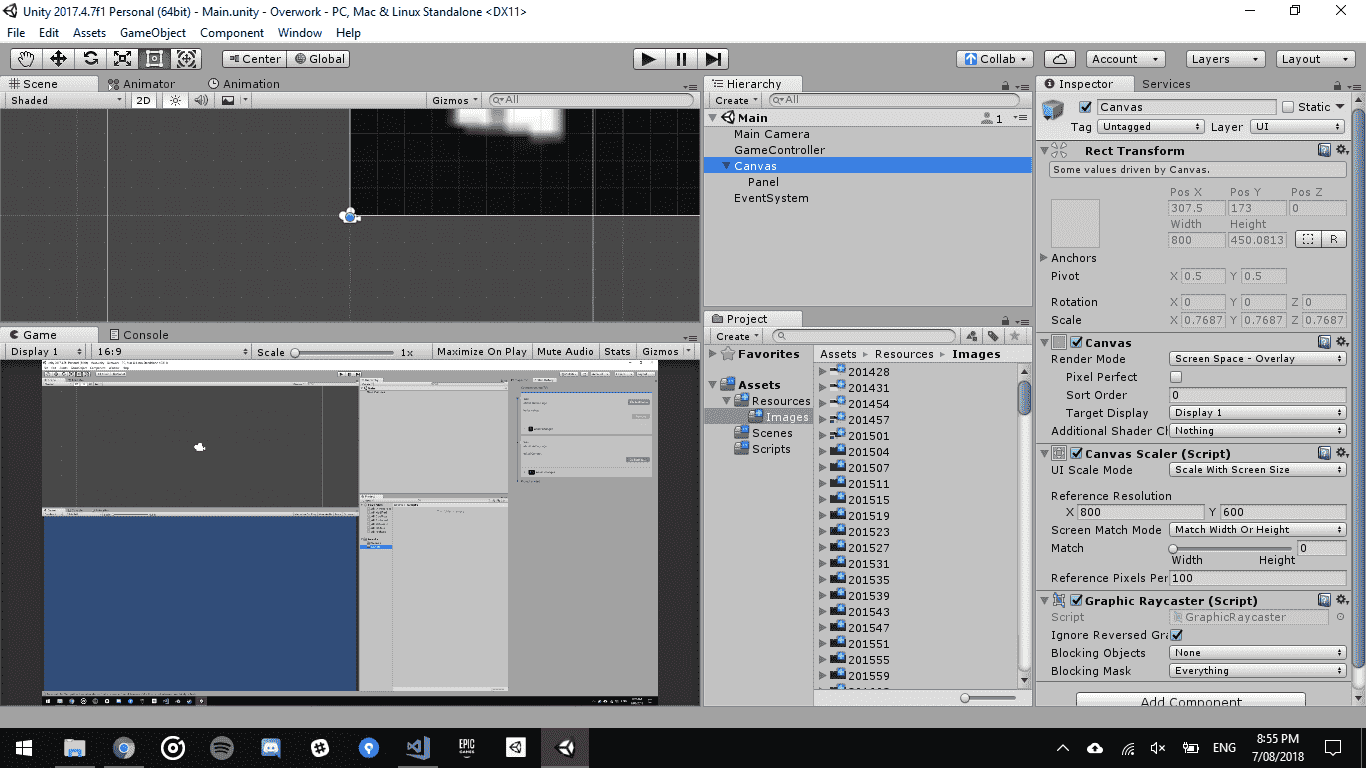 Unity 2017.4.7f1 Personal (64bit) - Main.unity - Overwork - PC, Mac & Linux Standalone <DX11>
File Edit Assets GameObject Component Window Help
Center Global
Collab
Account
Layers
Layout
Scene Animator Animation
Shaded 2D Gizmos All
Hierarchy
Create All
Main 1
Main Camera
GameController
Canvas
Panel
EventSystem
Game Console
Display 1 16:9 Scale 1x Maximize On Play Mute Audio Stats Gizmos
Project
Create
Favorites
Assets
Resources
Images
Scenes
Scripts
Assets Resources Images
201428
201431
201454
201457
201501
201504
201507
201511
201515
201519
201523
201527
201531
201535
201539
201543
201547
201551
201555
201559
Inspector Services
Canvas Static
Tag Untagged Layer UI
Rect Transform
Some values driven by Canvas.
Pos X Pos Y Pos Z
307.5 173 0
Width Height
800 450.0813 R
Anchors
Pivot X 0.5 Y 0.5
Rotation X 0 Y 0 Z 0
Scale X 0.7687 Y 0.7687 Z 0.7687
Canvas
Render Mode Screen Space - Overlay
Pixel Perfect
Sort Order 0
Target Display Display 1
Additional Shader Ch Nothing
Canvas Scaler (Script)
UI Scale Mode Scale With Screen Size
Reference Resolution
X 800 Y 600
Screen Match Mode Match Width Or Height
Match 0
Width Height
Reference Pixels Per 100
Graphic Raycaster (Script)
Script GraphicRaycaster
Ignore Reversed Gra
Blocking Objects None
Blocking Mask Everything
Add Component
EPIC
GAMES
ENG
8:55 PM
7/08/2018